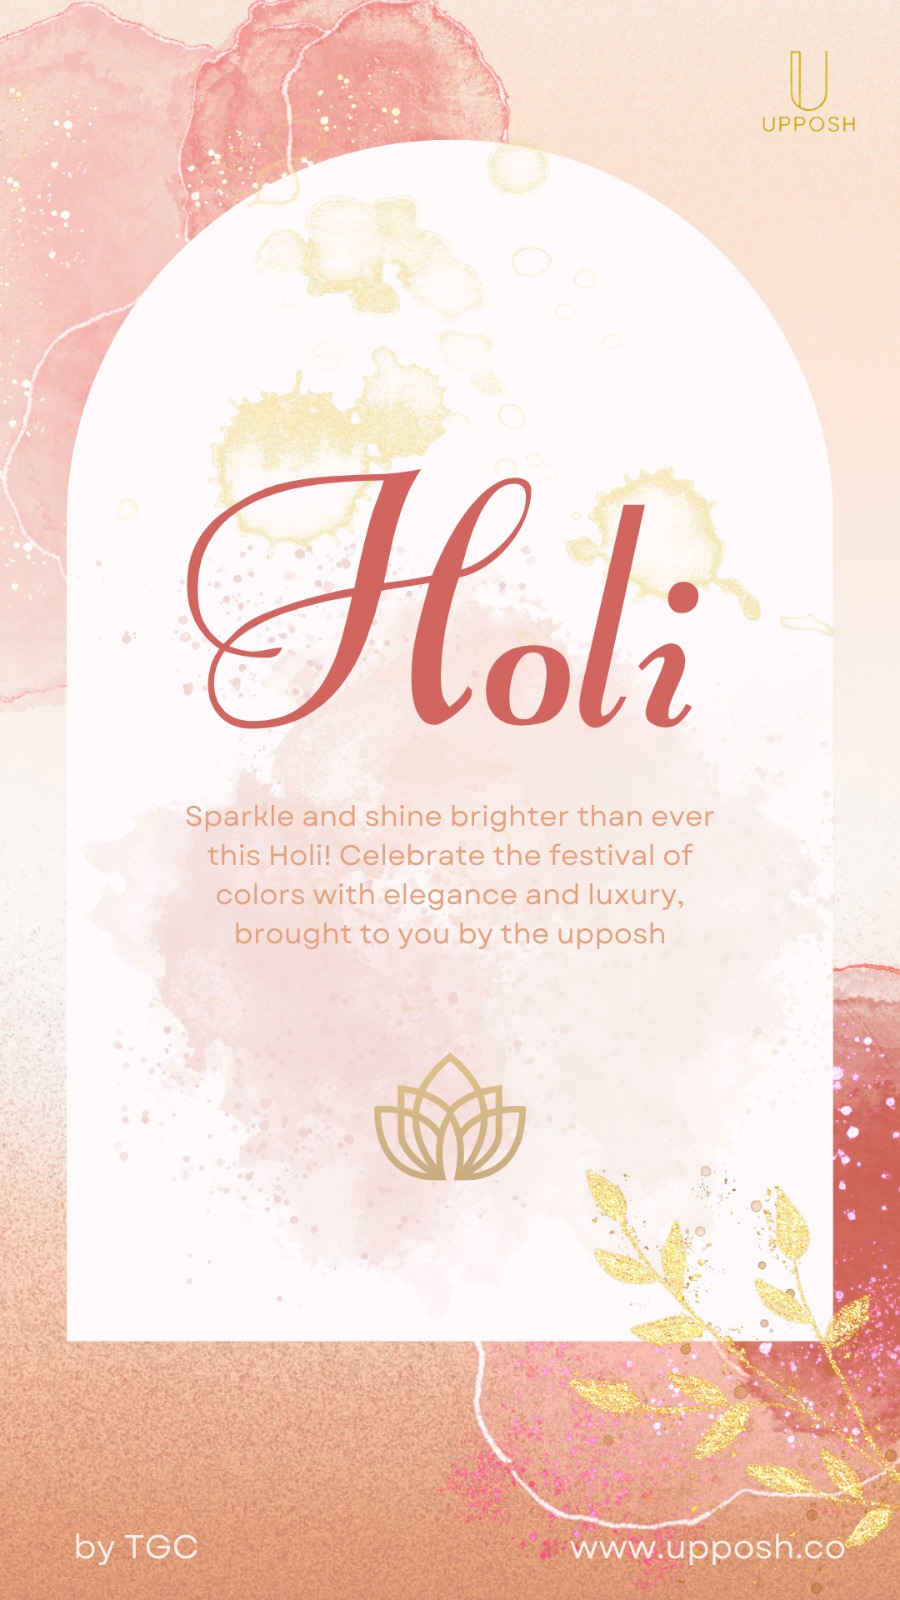 UPPOSH
Holi
Sparkle and shine brighter than ever
this Holi! Celebrate the festival of
colors with elegance and luxury,
brought to you by the upposh
by TGC
www.upposh.co